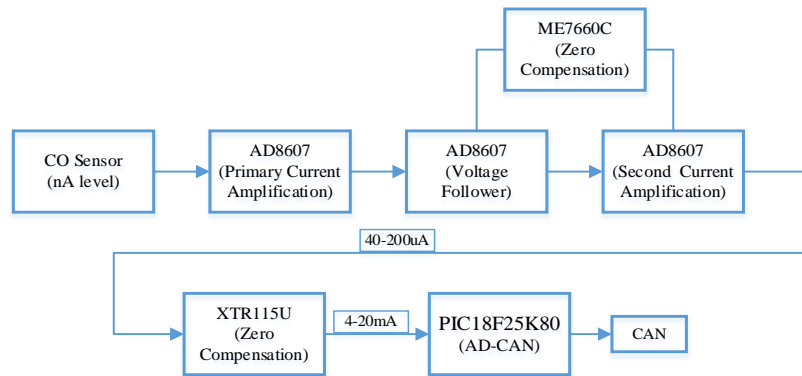 ME7660C
(Zero
Compensation)
CO Sensor
(nA level)
AD8607
(Primary Current
Amplification)
AD8607
(Voltage
Follower)
AD8607
(Second Current
Amplification)
40-200uA
XTR115U
(Zero
Compensation)
4-20mA
PIC18F25K80
(AD-CAN)
CAN